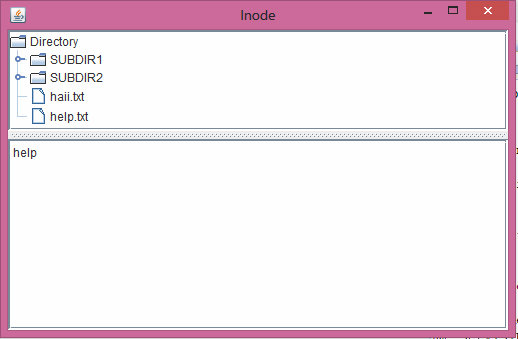 Inode
Directory
SUBDIR1
SUBDIR2
haii.txt
help.txt
help